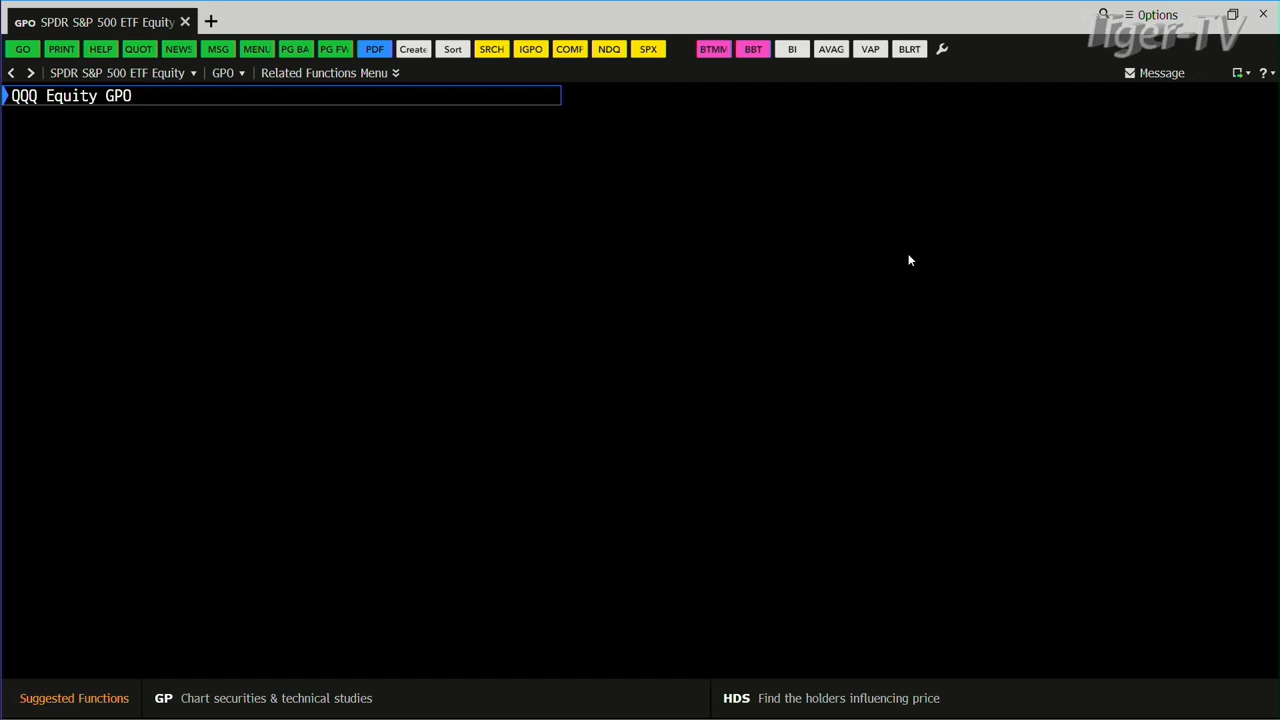 GPO SPDR S&P 500 ETF Equity
Options
Tiger-TV
GO PRINT HELP QUOT NEWS MSG MENU PG BA PG FW PDF Create Sort SRCH IGPO COMF NDQ SPX BTMM BBT BI AVAG VAP BLRT
SPDR S&P 500 ETF Equity GPO Related Functions Menu Message ?
QQQ Equity GPO
Suggested Functions GP Chart securities & technical studies HDS Find the holders influencing price